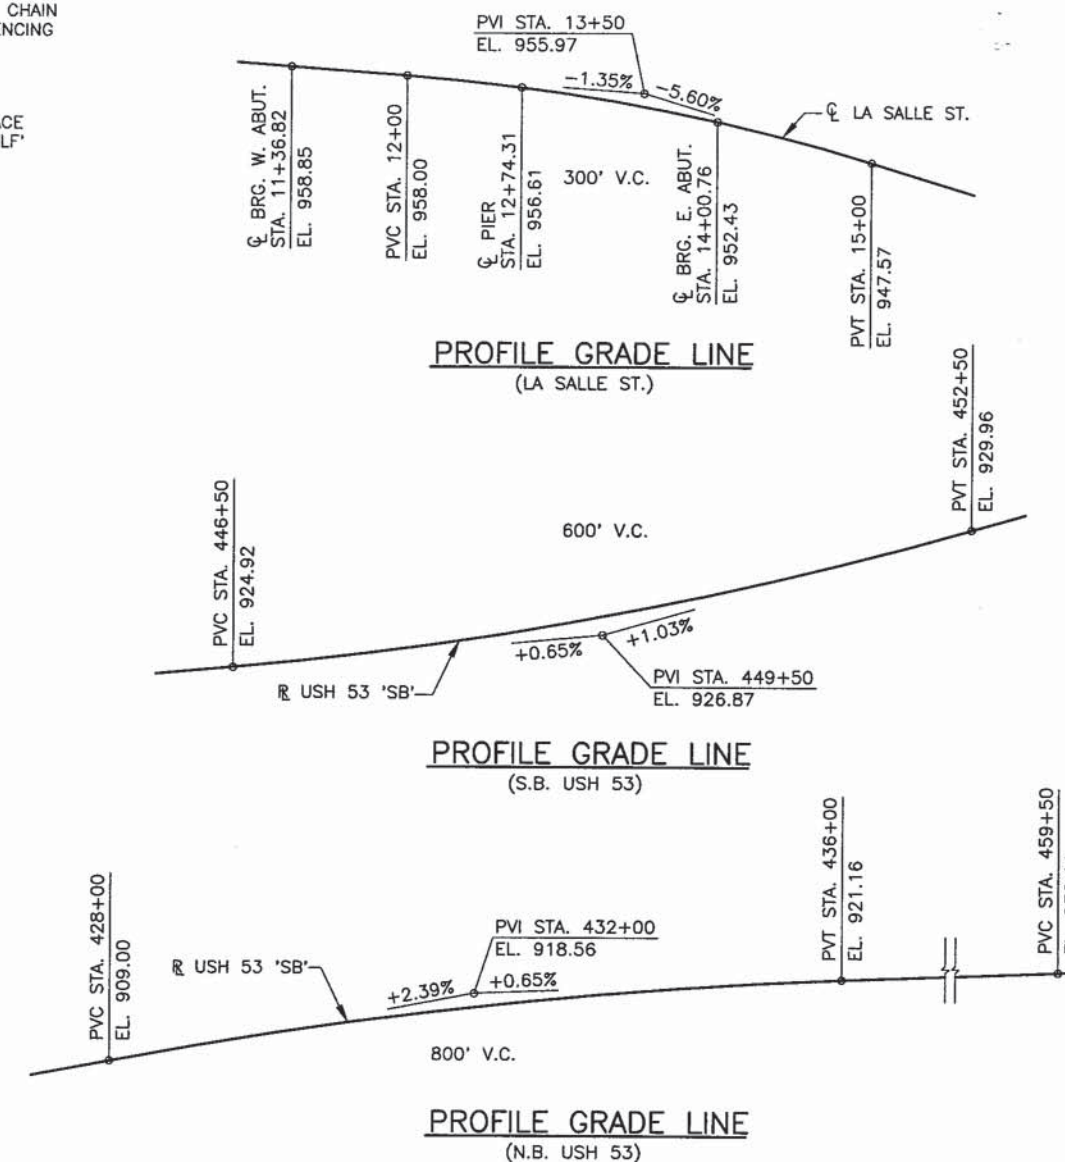 CHAIN
ENCING
ACE
LF'
PVI STA. 13+50
EL. 955.97
-1.35%
-5.60%
℄ LA SALLE ST.
℄ BRG. W. ABUT.
STA. 11+36.82
EL. 958.85
PVC STA. 12+00
EL. 958.00
℄ PIER
STA. 12+74.31
EL. 956.61
300' V.C.
℄ BRG. E. ABUT.
STA. 14+00.76
EL. 952.43
PVT STA. 15+00
EL. 947.57
PROFILE GRADE LINE
(LA SALLE ST.)
PVC STA. 446+50
EL. 924.92
600' V.C.
PVT STA. 452+50
EL. 929.96
+0.65%
+1.03%
RL USH 53 'SB'
PVI STA. 449+50
EL. 926.87
PROFILE GRADE LINE
(S.B. USH 53)
PVC STA. 428+00
EL. 909.00
RL USH 53 'SB'
PVI STA. 432+00
EL. 918.56
+2.39%
+0.65%
800' V.C.
PVT STA. 436+00
EL. 921.16
PVC STA. 459+50
PROFILE GRADE LINE
(N.B. USH 53)